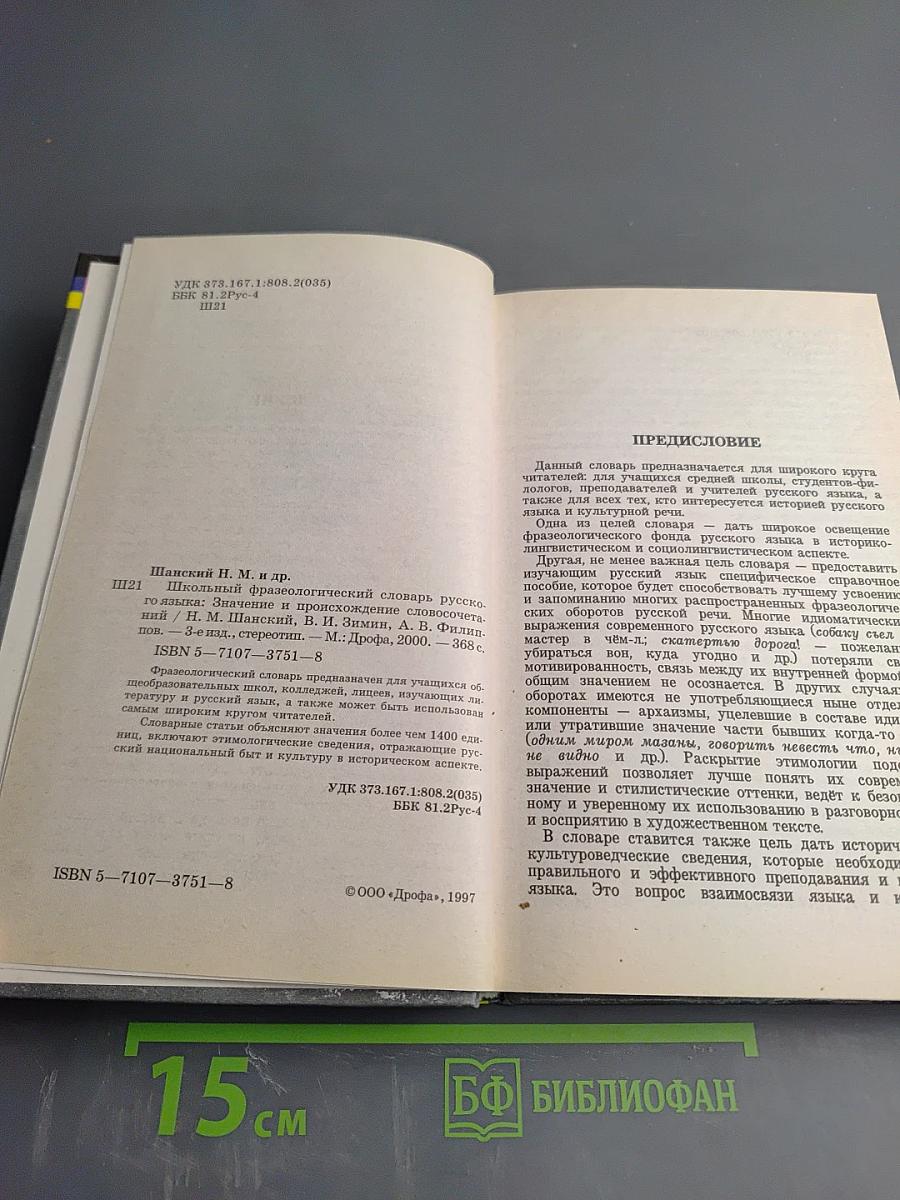 УДК 373.167.1:808.2(035)
ББК 81.2Рус-4
Ш21
Шанский Н. М. и др.
Ш21 Школьный фразеологический словарь русско-
го языка: Значение и происхождение словосочета-
ний / Н. М. Шанский, В. И. Зимин, А. В. Филип-
пов. — 3-е изд., стереотип. — М.: Дрофа, 2000. — 368 с.
ISBN 5—7107—3751—8
Фразеологический словарь предназначен для учащихся об-
щеобразовательных школ, колледжей, лицеев, изучающих ли-
тературу и русский язык, а также может быть использован
самым широким кругом читателей.
Словарные статьи объясняют значения более чем 1400 еди-
ниц, включают этимологические сведения, отражающие рус-
ский национальный быт и культуру в историческом аспекте.
УДК 373.167.1:808.2(035)
ББК 81.2Рус-4
ISBN 5—7107—3751—8
© ООО «Дрофа», 1997
ПРЕДИСЛОВИЕ
Данный словарь предназначается для широкого круга
читателей: для учащихся средней школы, студентов-фи-
лологов, преподавателей и учителей русского языка, а
также для всех тех, кто интересуется историей русского
языка и культурной речи.
Одна из целей словаря — дать широкое освещение
фразеологического фонда русского языка в историко-
лингвистическом и социолингвистическом аспекте.
Другая, не менее важная цель словаря — предоставить
изучающим русский язык специфическое справочное
пособие, которое будет способствовать лучшему усвоению
и запоминанию многих распространенных фразеологиче-
ских оборотов русской речи. Многие идиоматически
выражения современного русского языка (собаку съел
мастер в чём-л.; скатертью дорога! — пожелан
убираться вон, куда угодно и др.) потеряли св
мотивированность, связь между их внутренней формой
общим значением не осознается. В других случаях
оборотах имеются не употребляющиеся ныне отдел
компоненты — архаизмы, уцелевшие в составе иди
или утратившие значение части бывших когда-то
(одним миром мазаны, говорить невесть что, н
не видно и др.). Раскрытие этимологии подо
выражений позволяет лучше понять их соврем
значение и стилистические оттенки, ведёт к безо
ному и уверенному их использованию в разговорно
и восприятию в художественном тексте.
В словаре ставится также цель дать историч
культуроведческие сведения, которые необходи
правильного и эффективного преподавания и и
языка. Это вопрос взаимосвязи языка и к
15 см
БФ БИБЛИОФАН